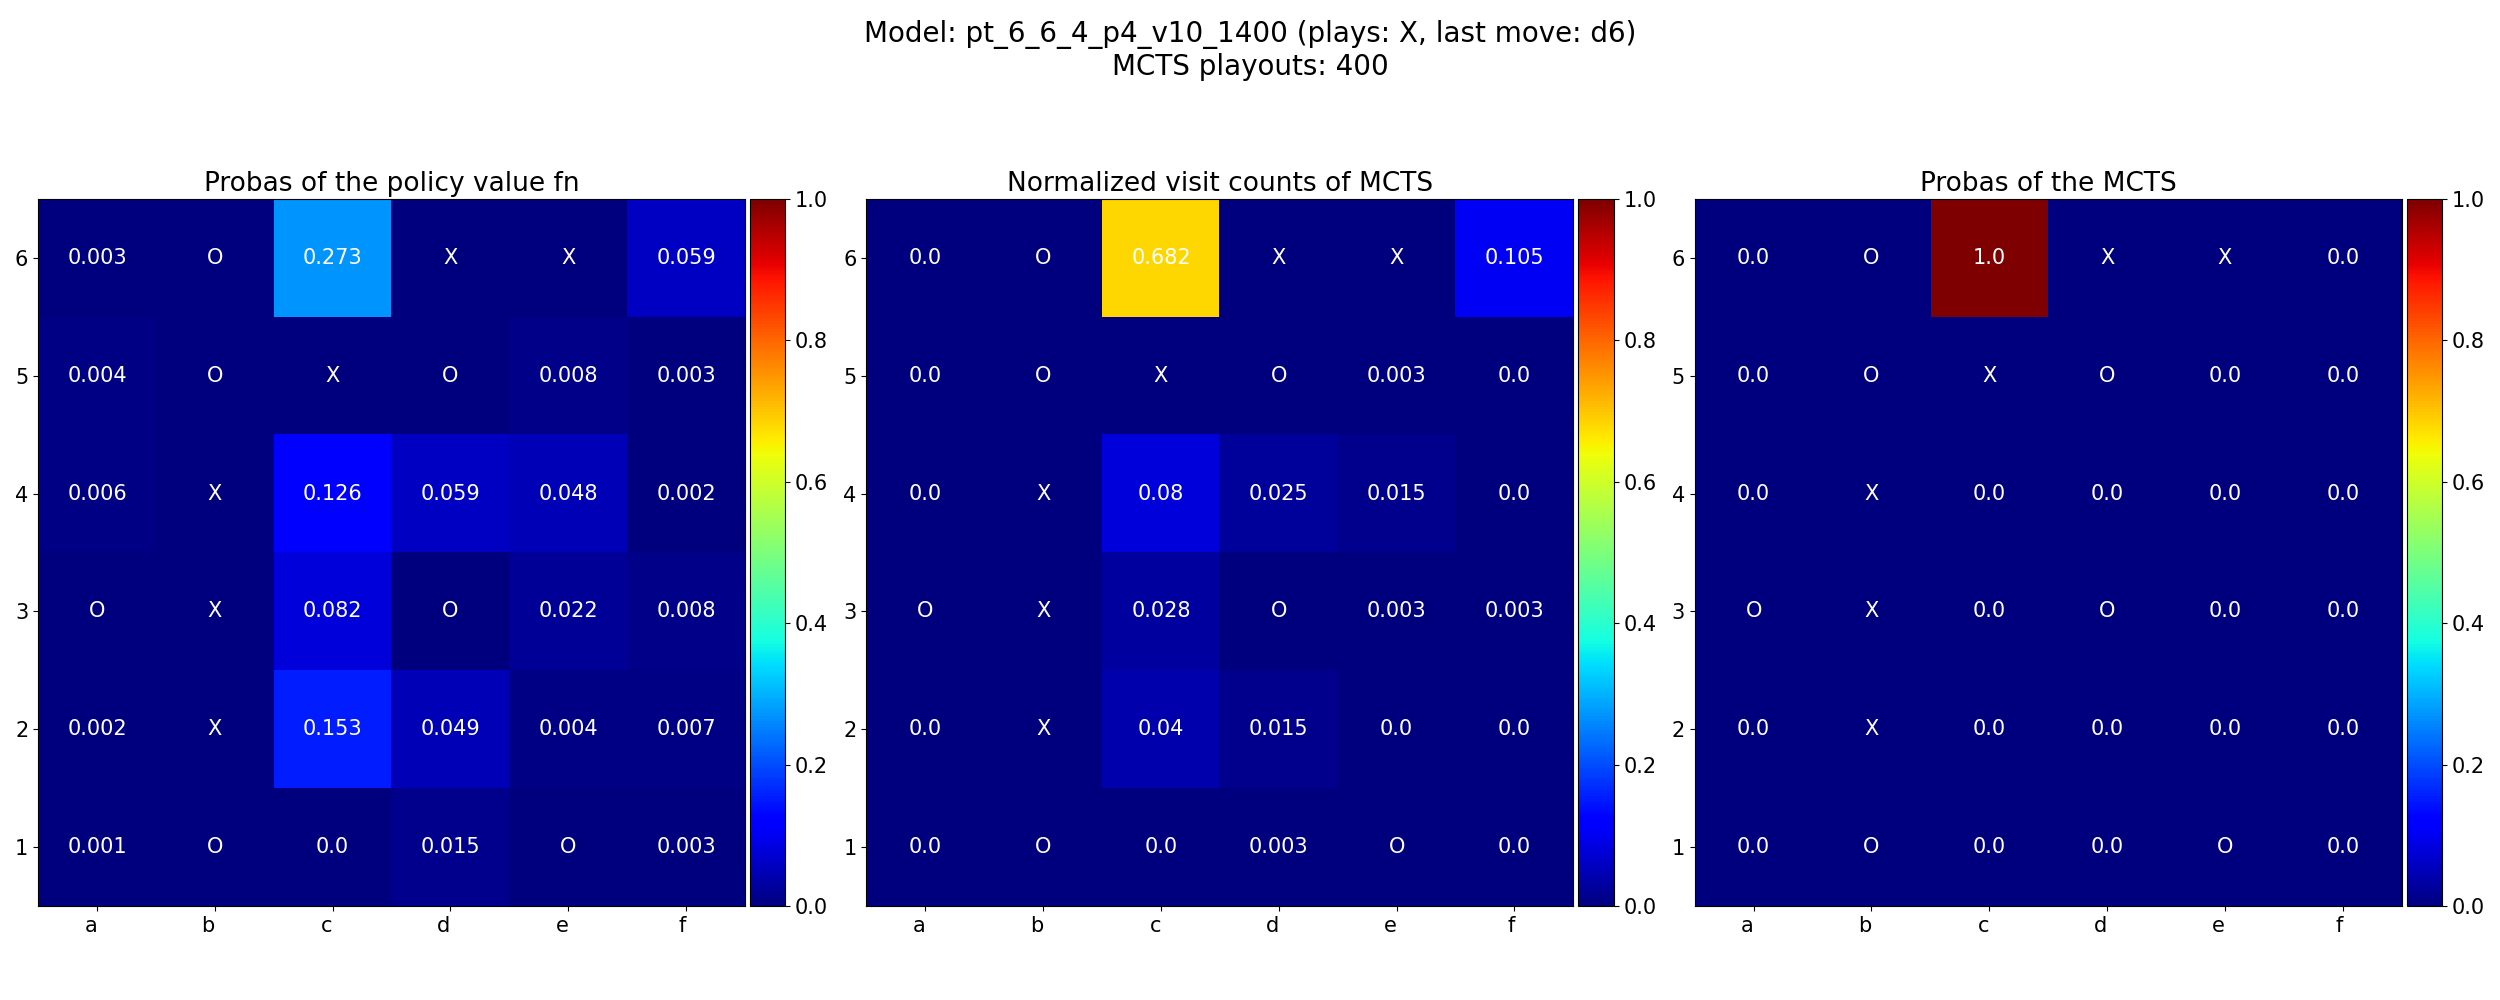 Model: pt_6_6_4_p4_v10_1400 (plays: X, last move: d6)
MCTS playouts: 400
Probas of the policy value fn
6 0.003 O 0.273 X X 0.059
5 0.004 O X O 0.008 0.003
4 0.006 X 0.126 0.059 0.048 0.002
3 O X 0.082 O 0.022 0.008
2 0.002 X 0.153 0.049 0.004 0.007
1 0.001 O 0.0 0.015 O 0.003
a b c d e f
1.0
0.8
0.6
0.4
0.2
0.0
Normalized visit counts of MCTS
6 0.0 O 0.682 X X 0.105
5 0.0 O X O 0.003 0.0
4 0.0 X 0.08 0.025 0.015 0.0
3 O X 0.028 O 0.003 0.003
2 0.0 X 0.04 0.015 0.0 0.0
1 0.0 O 0.0 0.003 O 0.0
a b c d e f
1.0
0.8
0.6
0.4
0.2
0.0
Probas of the MCTS
6 0.0 O 1.0 X X 0.0
5 0.0 O X O 0.0 0.0
4 0.0 X 0.0 0.0 0.0 0.0
3 O X 0.0 O 0.0 0.0
2 0.0 X 0.0 0.0 0.0 0.0
1 0.0 O 0.0 0.0 O 0.0
a b c d e f
1.0
0.8
0.6
0.4
0.2
0.0